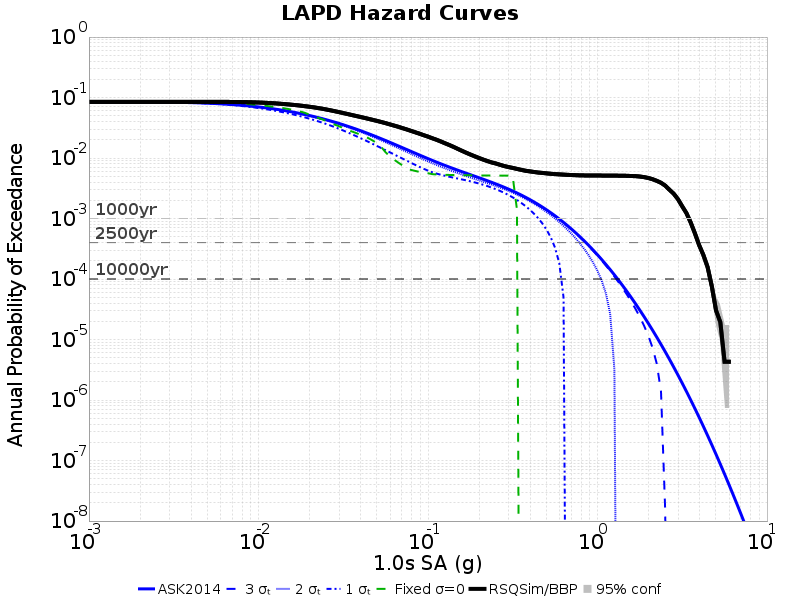 LAPD Hazard Curves
Annual Probability of Exceedance
10^0
10^-1
10^-2
10^-3
10^-4
10^-5
10^-6
10^-7
10^-8
1000yr
2500yr
10000yr
10^-3 10^-2 10^-1 10^0 10^1
1.0s SA (g)
ASK2014 3 σₜ 2 σₜ 1 σₜ Fixed σ=0 RSQSim/BBP 95% conf